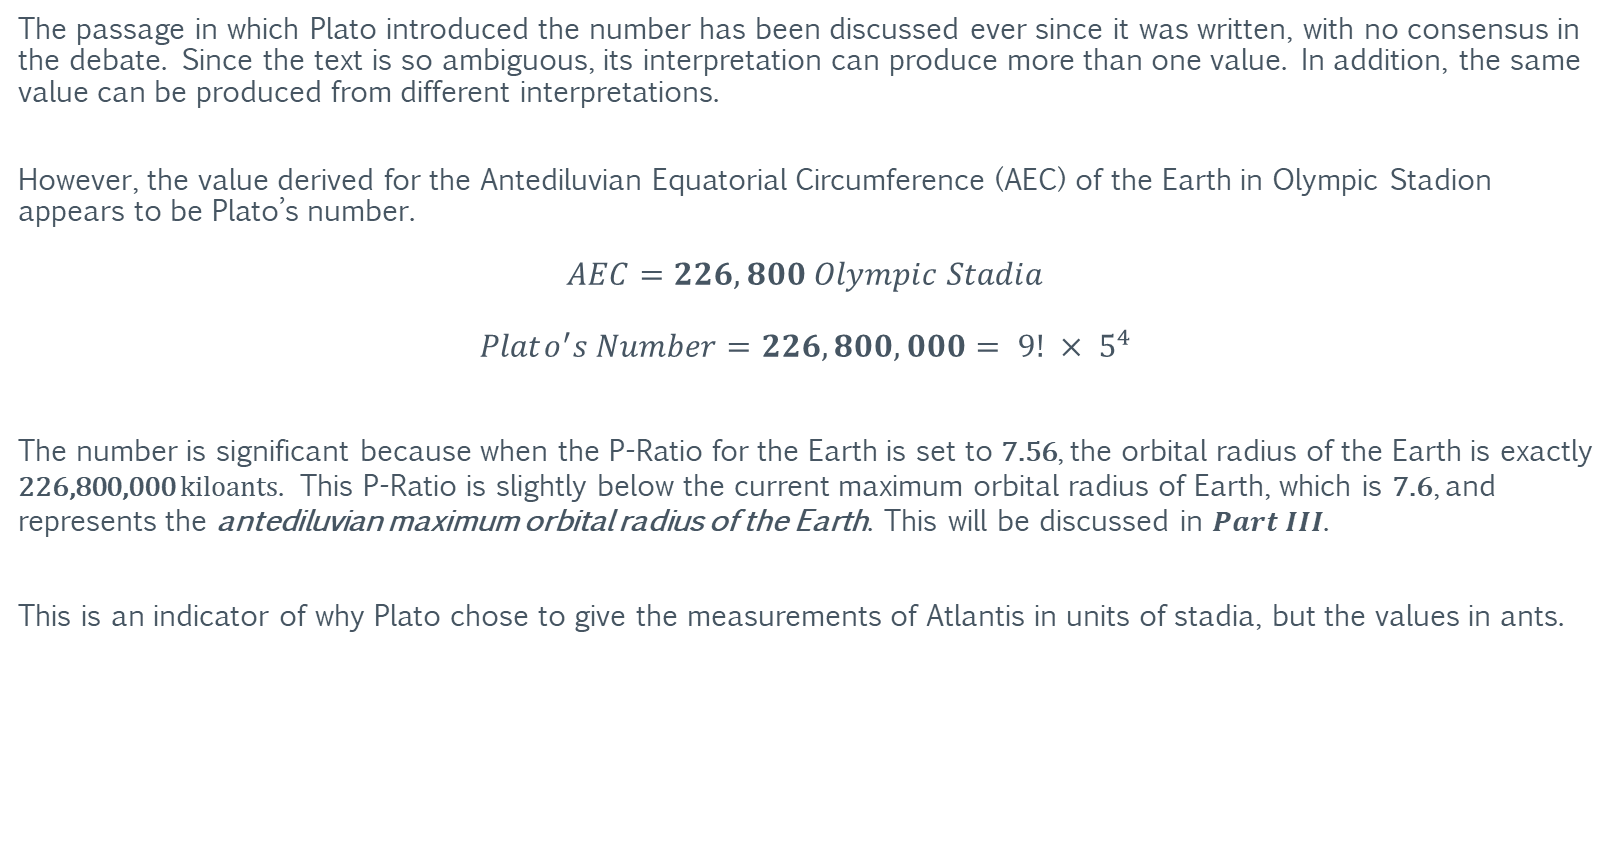 The passage in which Plato introduced the number has been discussed ever since it was written, with no consensus in
the debate. Since the text is so ambiguous, its interpretation can produce more than one value. In addition, the same
value can be produced from different interpretations.
However, the value derived for the Antediluvian Equatorial Circumference (AEC) of the Earth in Olympic Stadion
appears to be Plato's number.
AEC = 226,800 Olympic Stadia
Plato's Number = 226,800,000 = 9! × 5⁴
The number is significant because when the P-Ratio for the Earth is set to 7.56, the orbital radius of the Earth is exactly
226,800,000 kiloants. This P-Ratio is slightly below the current maximum orbital radius of Earth, which is 7.6, and
represents the antediluvian maximum orbital radius of the Earth. This will be discussed in Part III.
This is an indicator of why Plato chose to give the measurements of Atlantis in units of stadia, but the values in ants.